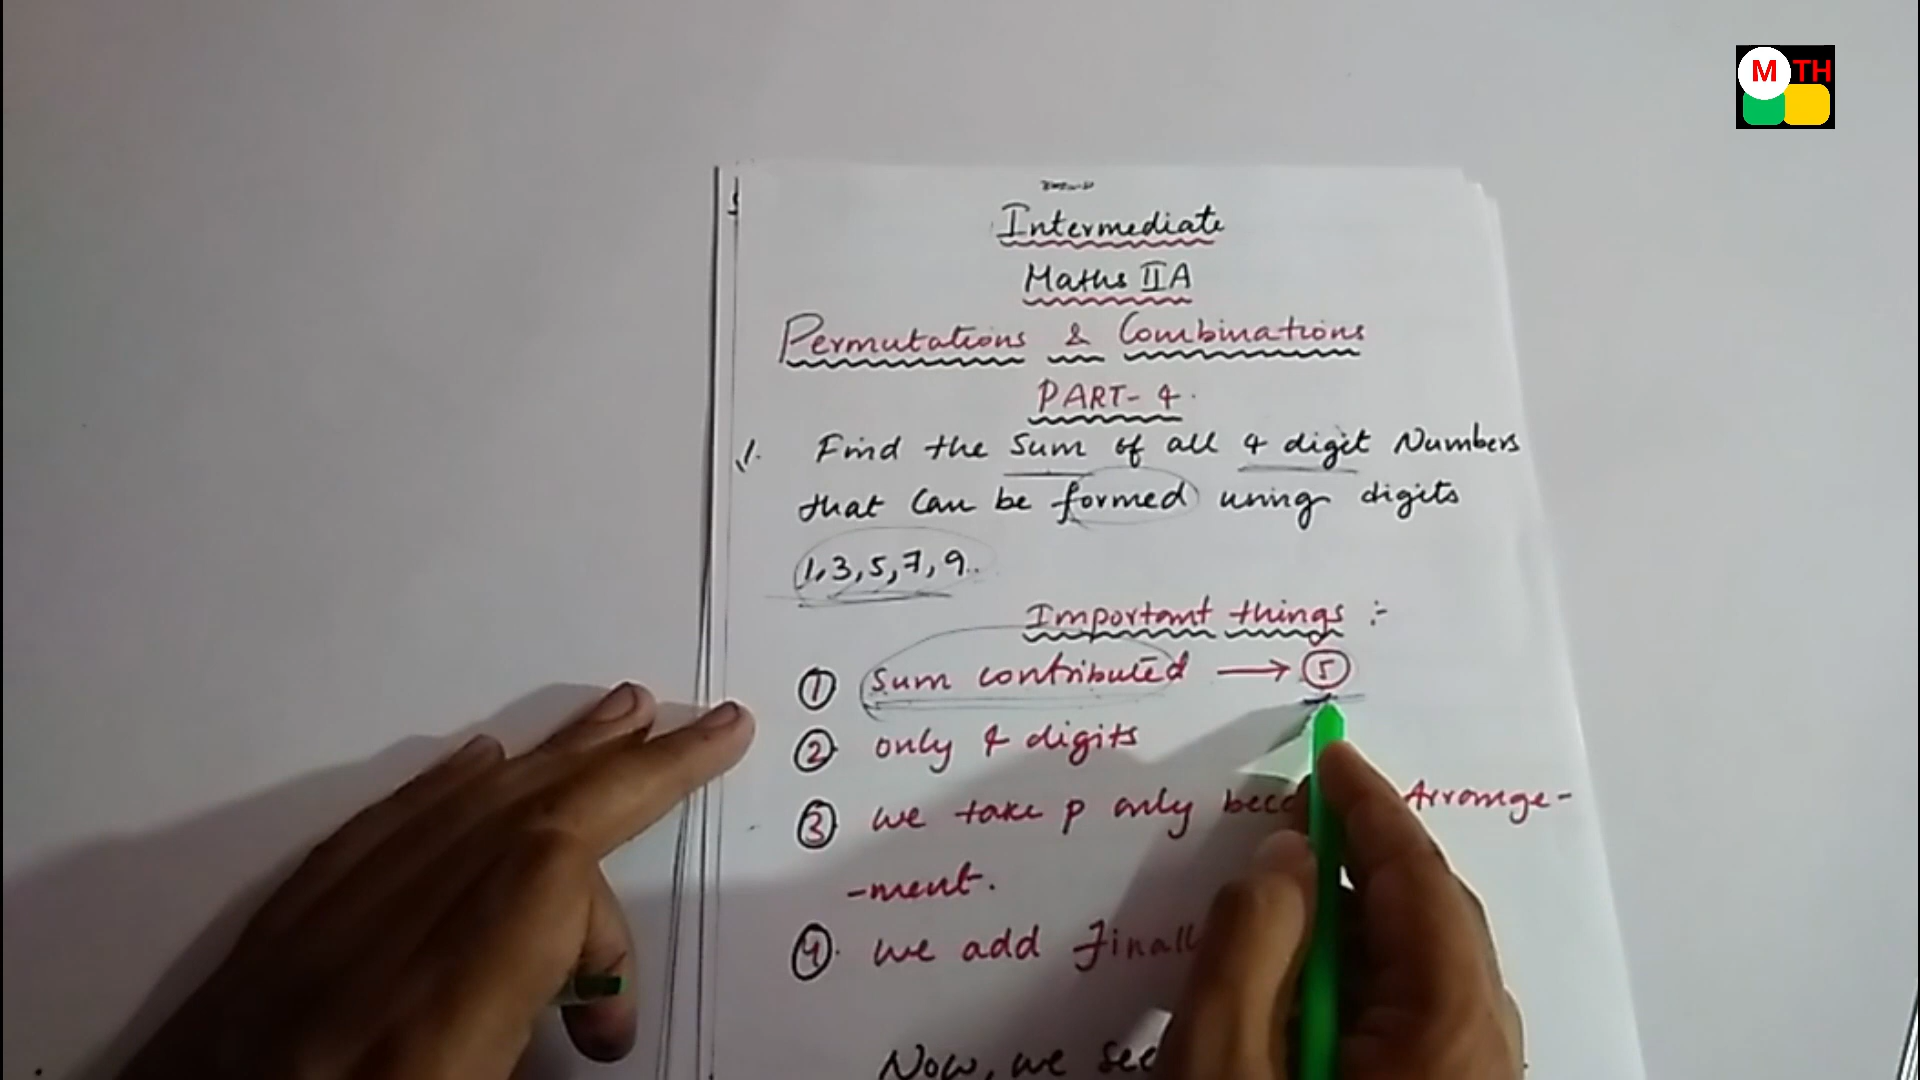 M TH
Intermediate
Maths IIA
Permutations & Combinations
PART-4.
1. Find the Sum of all 4 digit Numbers
that Can be formed using digits
1,3,5,7,9..
Important things :-
① Sum contributed → ⑤
② only 4 digits
③ we take p only Arrange-
-ment.
④. we add
Now, we see